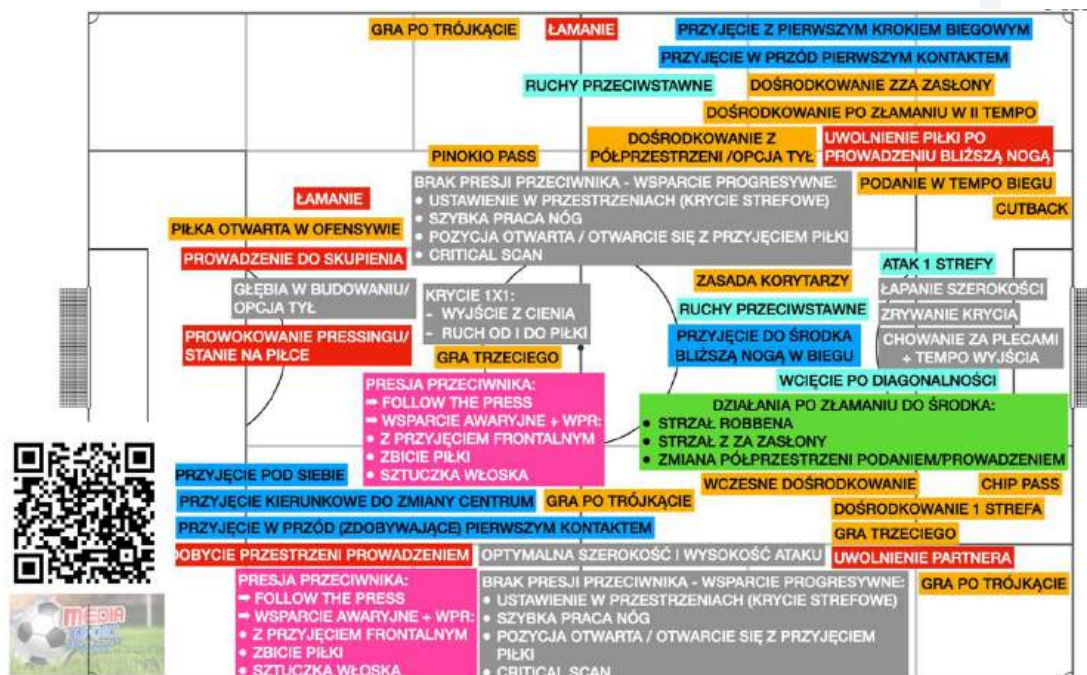 GRA PO TRÓJKĄCIE
ŁAMANIE
PRZYJĘCIE Z PIERWSZYM KROKIEM BIEGOWYM
PRZYJĘCIE W PRZÓD PIERWSZYM KONTAKTEM
RUCHY PRZECIWSTAWNE
DOŚRODKOWANIE ZZA ZASŁONY
DOŚRODKOWANIE PO ZŁAMANIU W II TEMPO
DOŚRODKOWANIE Z
PÓŁPRZESTRZENI /OPCJA TYŁ
UWOLNIENIE PIŁKI PO
PROWADZENIU BLIŻSZĄ NOGĄ
PINOKIO PASS
BRAK PRESJI PRZECIWNIKA - WSPARCIE PROGRESYWNE:
• USTAWIENIE W PRZESTRZENIACH (KRYCIE STREFOWE)
• SZYBKA PRACA NÓG
• POZYCJA OTWARTA / OTWARCIE SIĘ Z PRZYJĘCIEM PIŁKI
• CRITICAL SCAN
PODANIE W TEMPO BIEGU
CUTBACK
ŁAMANIE
PIŁKA OTWARTA W OFENSYWIE
PROWADZENIE DO SKUPIENIA
GŁĘBIA W BUDOWANIU/
OPCJA TYŁ
PROWOKOWANIE PRESSINGU/
STANIE NA PIŁCE
KRYCIE 1X1:
- WYJŚCIE Z CIENIA
- RUCH OD I DO PIŁKI
GRA TRZECIEGO
ZASADA KORYTARZY
RUCHY PRZECIWSTAWNE
PRZYJĘCIE DO ŚRODKA
BLIŻSZĄ NOGĄ W BIEGU
ATAK 1 STREFY
ŁAPANIE SZEROKOŚCI
ZRYWANIE KRYCIA
CHOWANIE ZA PLECAMI
+ TEMPO WYJŚCIA
WCIĘCIE PO DIAGONALNOŚCI
PRESJA PRZECIWNIKA:
➡ FOLLOW THE PRESS
➡ WSPARCIE AWARYJNE + WPR:
• Z PRZYJĘCIEM FRONTALNYM
• ZBICIE PIŁKI
• SZTUCZKA WŁOSKA
DZIAŁANIA PO ZŁAMANIU DO ŚRODKA:
• STRZAŁ ROBBENA
• STRZAŁ Z ZA ZASŁONY
• ZMIANA PÓŁPRZESTRZENI PODANIEM/PROWADZENIEM
PRZYJĘCIE POD SIEBIE
PRZYJĘCIE KIERUNKOWE DO ZMIANY CENTRUM
GRA PO TRÓJKĄCIE
PRZYJĘCIE W PRZÓD (ZDOBYWAJĄCE) PIERWSZYM KONTAKTEM
WCZESNE DOŚRODKOWANIE
CHIP PASS
DOŚRODKOWANIE 1 STREFA
GRA TRZECIEGO
DOBYCIE PRZESTRZENI PROWADZENIEM
OPTYMALNA SZEROKOŚĆ I WYSOKOŚĆ ATAKU
UWOLNIENIE PARTNERA
GRA PO TRÓJKĄCIE
PRESJA PRZECIWNIKA:
➡ FOLLOW THE PRESS
➡ WSPARCIE AWARYJNE + WPR:
• Z PRZYJĘCIEM FRONTALNYM
• ZBICIE PIŁKI
• SZTUCZKA WŁOSKA
BRAK PRESJI PRZECIWNIKA - WSPARCIE PROGRESYWNE:
• USTAWIENIE W PRZESTRZENIACH (KRYCIE STREFOWE)
• SZYBKA PRACA NÓG
• POZYCJA OTWARTA / OTWARCIE SIĘ Z PRZYJĘCIEM
PIŁKI
• CRITICAL SCAN
MEDIA